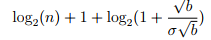 log₂(n) + 1 + log₂(1 + √b / (σ√b))